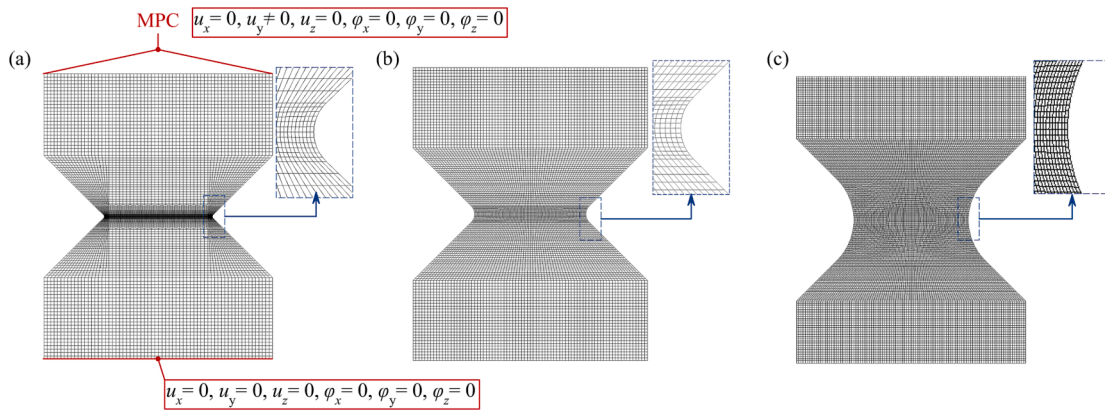 MPC
u_x = 0, u_y ≠ 0, u_z = 0, φ_x = 0, φ_y = 0, φ_z = 0
(a)
(b)
(c)
u_x = 0, u_y = 0, u_z = 0, φ_x = 0, φ_y = 0, φ_z = 0